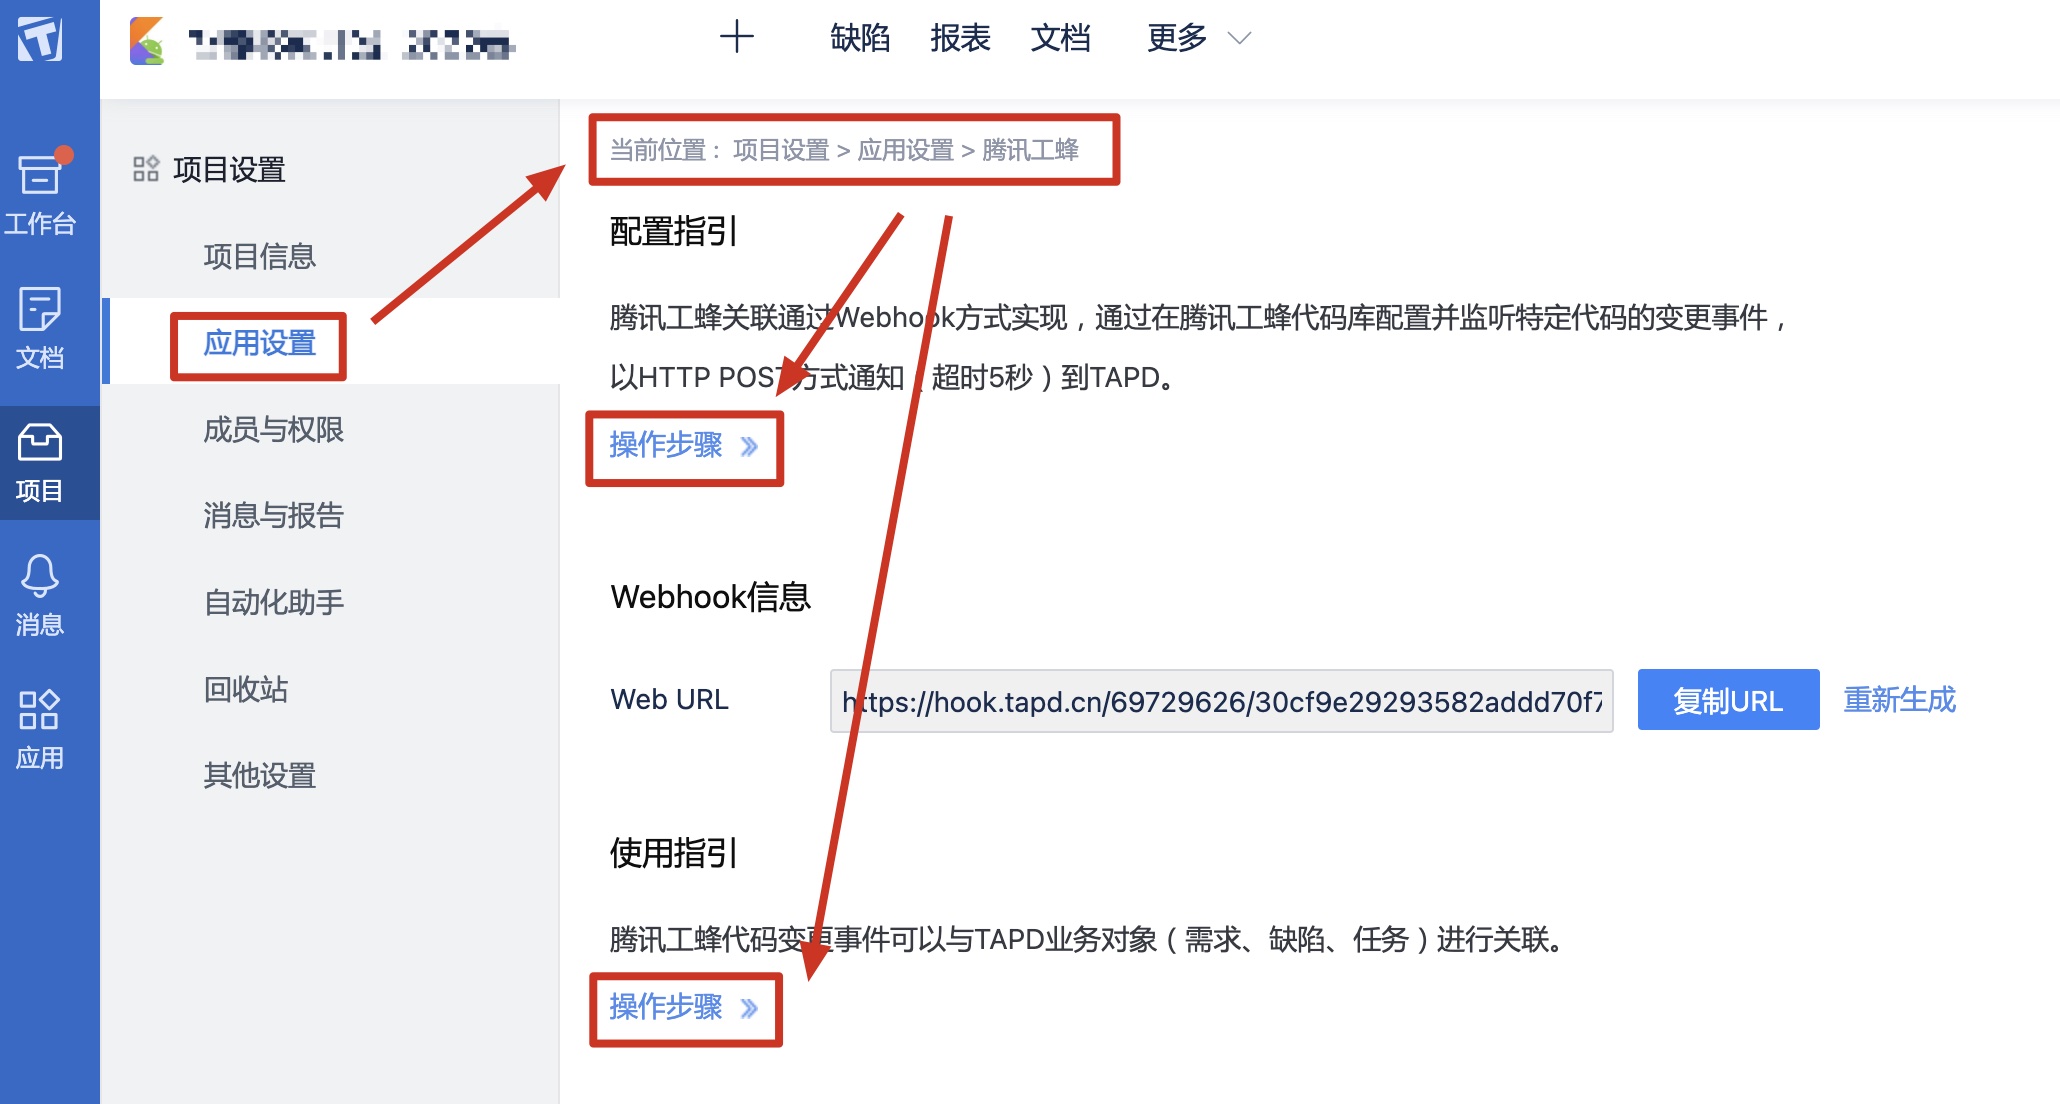 缺陷 报表 文档 更多
工作台
文档
项目
消息
应用
项目设置
项目信息
应用设置
成员与权限
消息与报告
自动化助手
回收站
其他设置
当前位置： 项目设置 > 应用设置 > 腾讯工蜂
配置指引
腾讯工蜂关联通过Webhook方式实现，通过在腾讯工蜂代码库配置并监听特定代码的变更事件，
以HTTP POST方式通知（超时5秒）到TAPD。
操作步骤 »
Webhook信息
Web URL https://hook.tapd.cn/69729626/30cf9e29293582addd70f7 复制URL 重新生成
使用指引
腾讯工蜂代码变更事件可以与TAPD业务对象（需求、缺陷、任务）进行关联。
操作步骤 »